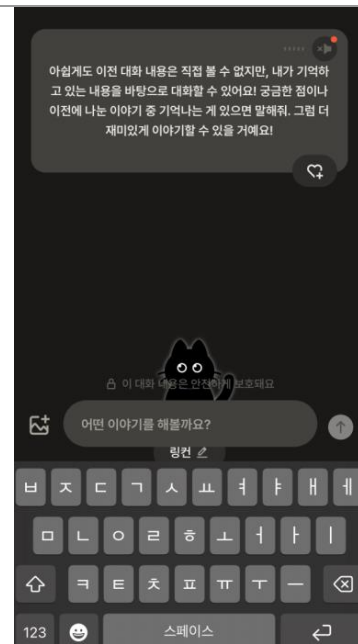 아쉽게도 이전 대화 내용은 직접 볼 수 없지만, 내가 기억하
고 있는 내용을 바탕으로 대화할 수 있어요! 궁금한 점이나
이전에 나눈 이야기 중 기억나는 게 있으면 말해줘. 그럼 더
재미있게 이야기할 수 있을 거예요!
이 대화 내용은 안전하게 보호돼요
어떤 이야기를 해볼까요?
링컨
ㅂ ㅈ ㄷ ㄱ ㅅ ㅛ ㅕ ㅑ ㅐ ㅔ
ㅁ ㄴ ㅇ ㄹ ㅎ ㅗ ㅓ ㅏ ㅣ
ㅋ ㅌ ㅊ ㅍ ㅠ ㅜ ㅡ
123 스페이스